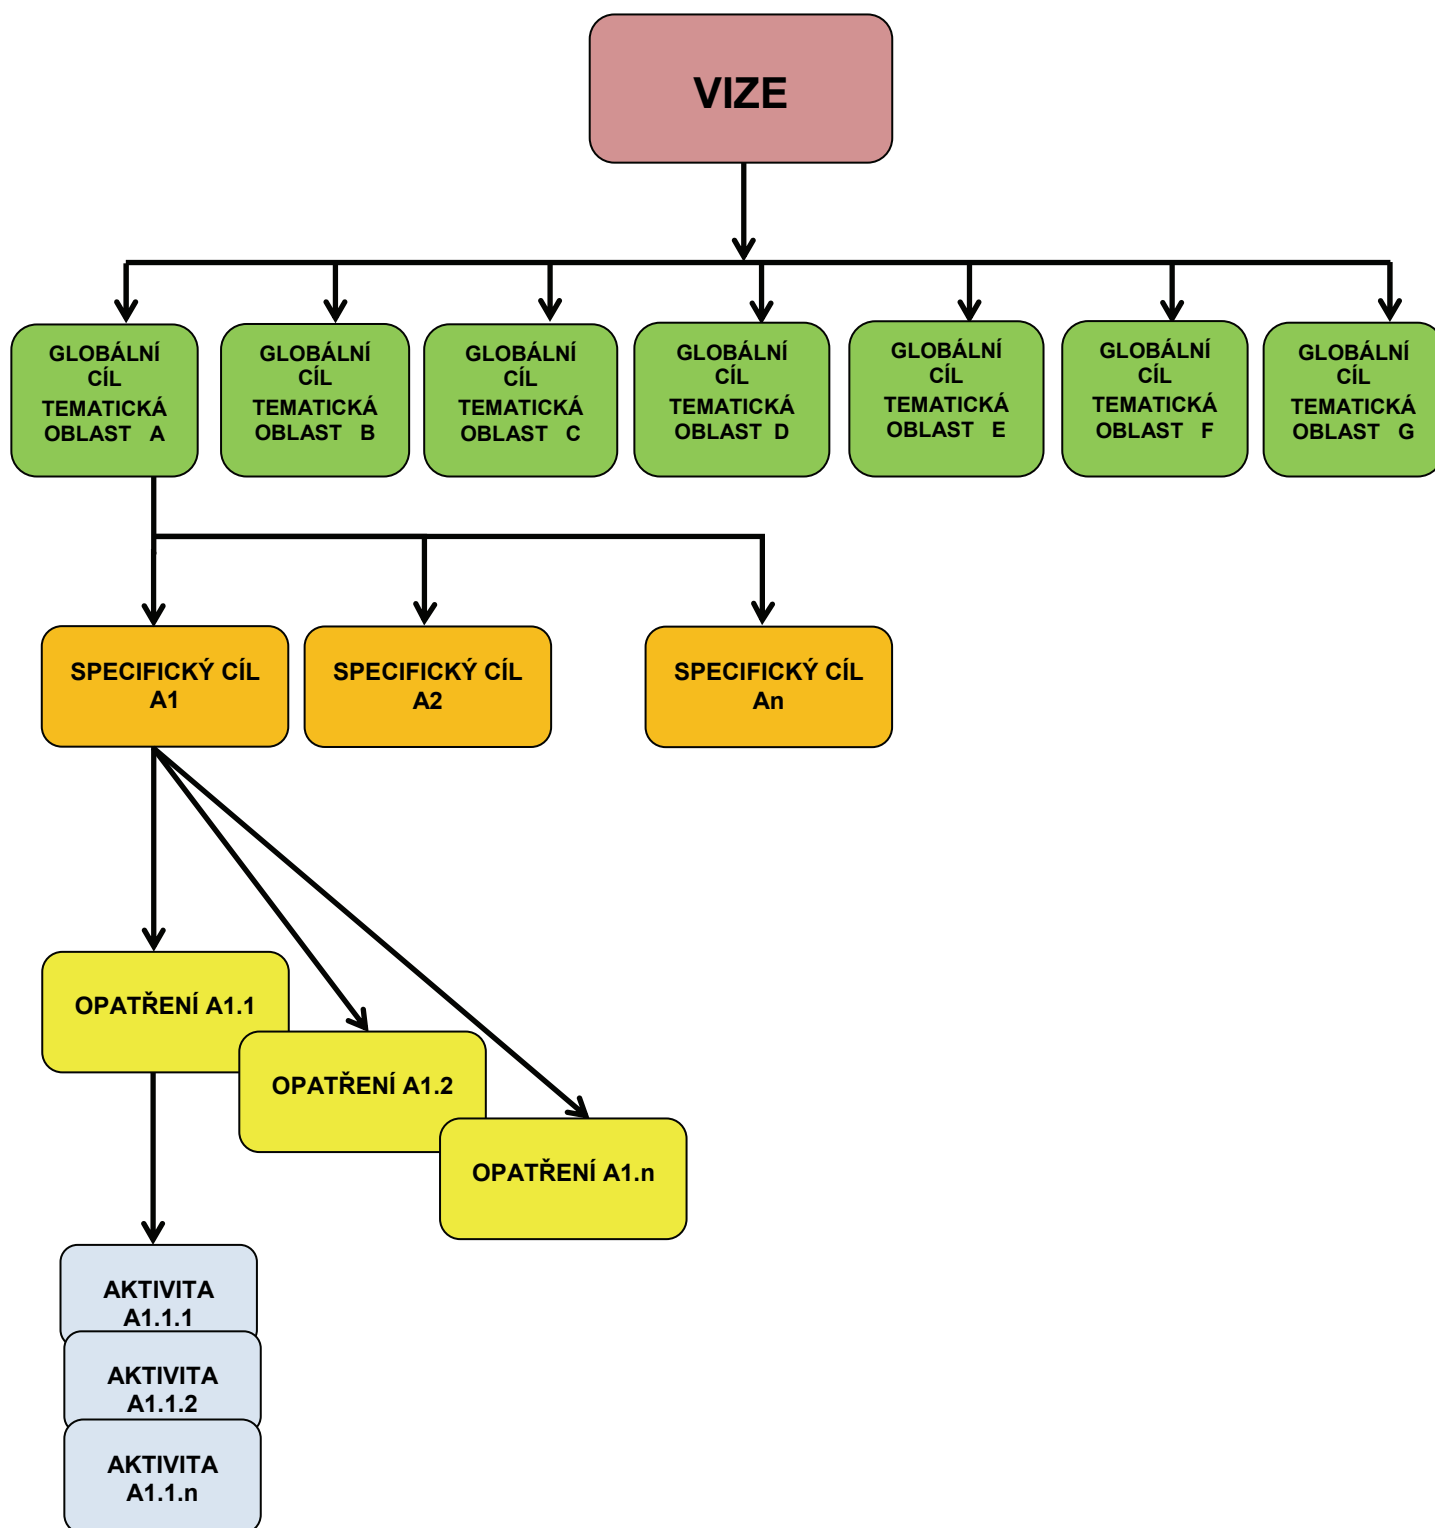 VIZE
GLOBÁLNÍ
CÍL
TEMATICKÁ
OBLAST A
GLOBÁLNÍ
CÍL
TEMATICKÁ
OBLAST B
GLOBÁLNÍ
CÍL
TEMATICKÁ
OBLAST C
GLOBÁLNÍ
CÍL
TEMATICKÁ
OBLAST D
GLOBÁLNÍ
CÍL
TEMATICKÁ
OBLAST E
GLOBÁLNÍ
CÍL
TEMATICKÁ
OBLAST F
GLOBÁLNÍ
CÍL
TEMATICKÁ
OBLAST G
SPECIFICKÝ CÍL
A1
SPECIFICKÝ CÍL
A2
SPECIFICKÝ CÍL
An
OPATŘENÍ A1.1
OPATŘENÍ A1.2
OPATŘENÍ A1.n
AKTIVITA
A1.1.1
AKTIVITA
A1.1.2
AKTIVITA
A1.1.n